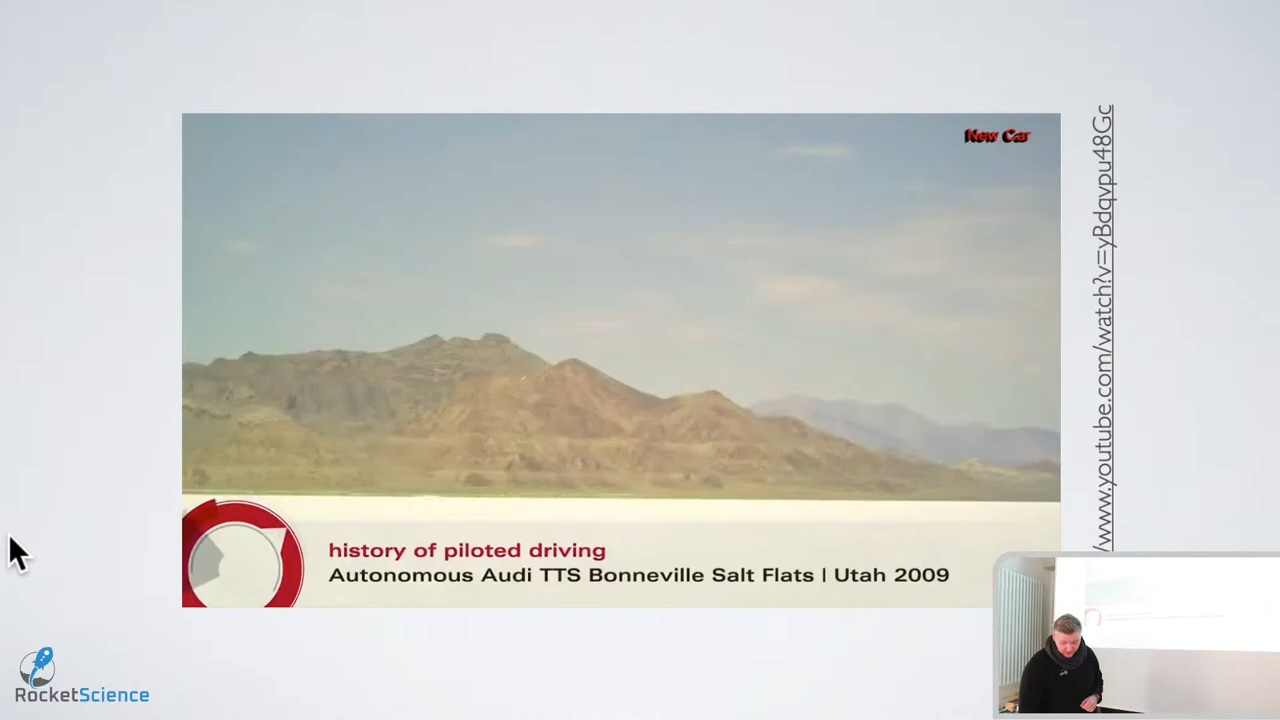 New Car
/www.youtube.com/watch?v=yBdqvpu48Gc
history of piloted driving
Autonomous Audi TTS Bonneville Salt Flats | Utah 2009
RocketScience